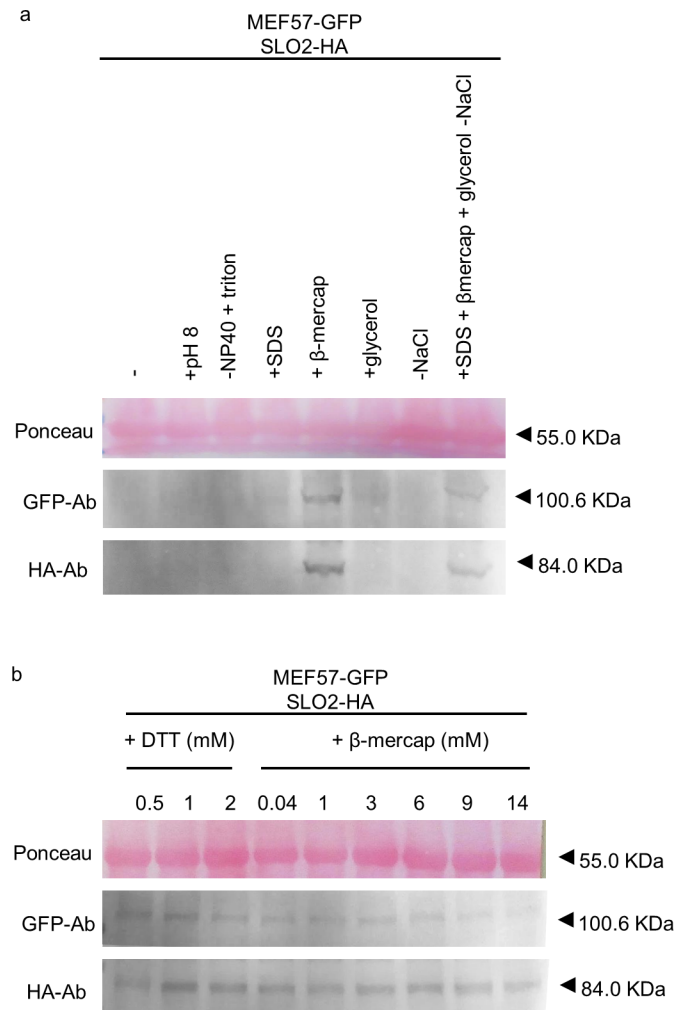 a
MEF57-GFP
SLO2-HA
-
+pH 8
-NP40 + triton
+SDS
+ β-mercap
+glycerol
-NaCl
+SDS + βmercap + glycerol -NaCl
Ponceau
55.0 KDa
GFP-Ab
100.6 KDa
HA-Ab
84.0 KDa
b
MEF57-GFP
SLO2-HA
+ DTT (mM)
+ β-mercap (mM)
0.5 1 2 0.04 1 3 6 9 14
Ponceau
55.0 KDa
GFP-Ab
100.6 KDa
HA-Ab
84.0 KDa